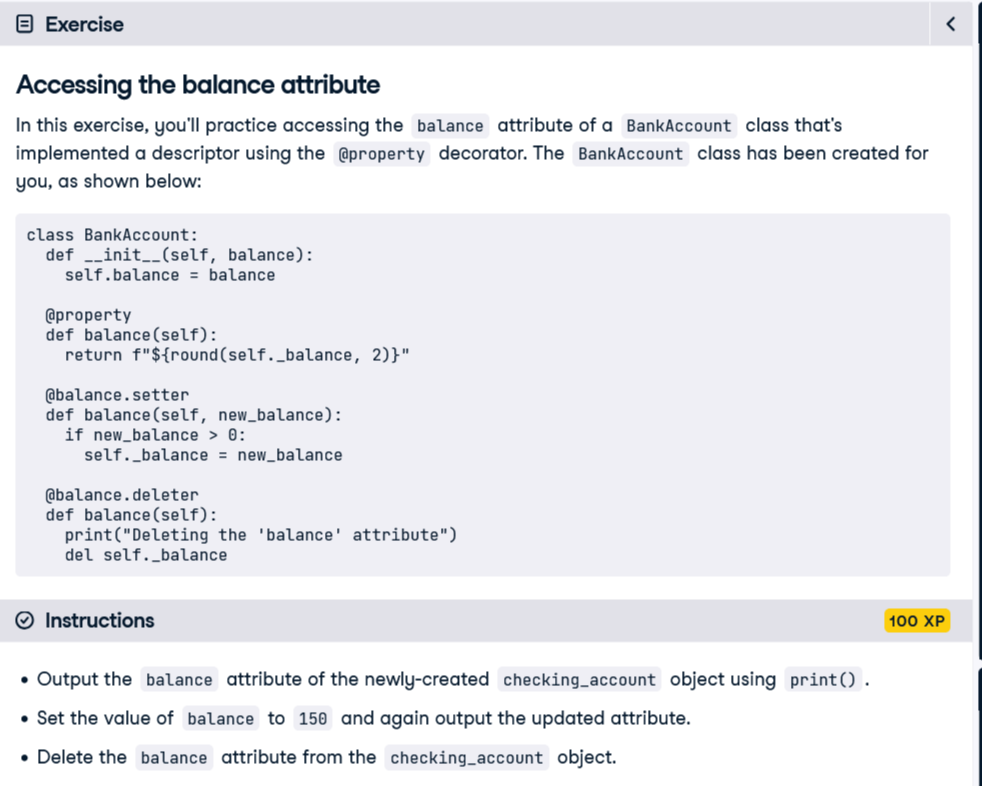 Exercise
Accessing the balance attribute
In this exercise, you'll practice accessing the balance attribute of a BankAccount class that's
implemented a descriptor using the @property decorator. The BankAccount class has been created for
you, as shown below:
class BankAccount:
  def __init__(self, balance):
    self.balance = balance

  @property
  def balance(self):
    return f"${round(self._balance, 2)}"

  @balance.setter
  def balance(self, new_balance):
    if new_balance > 0:
      self._balance = new_balance

  @balance.deleter
  def balance(self):
    print("Deleting the 'balance' attribute")
    del self._balance
Instructions
100 XP
• Output the balance attribute of the newly-created checking_account object using print().
• Set the value of balance to 150 and again output the updated attribute.
• Delete the balance attribute from the checking_account object.